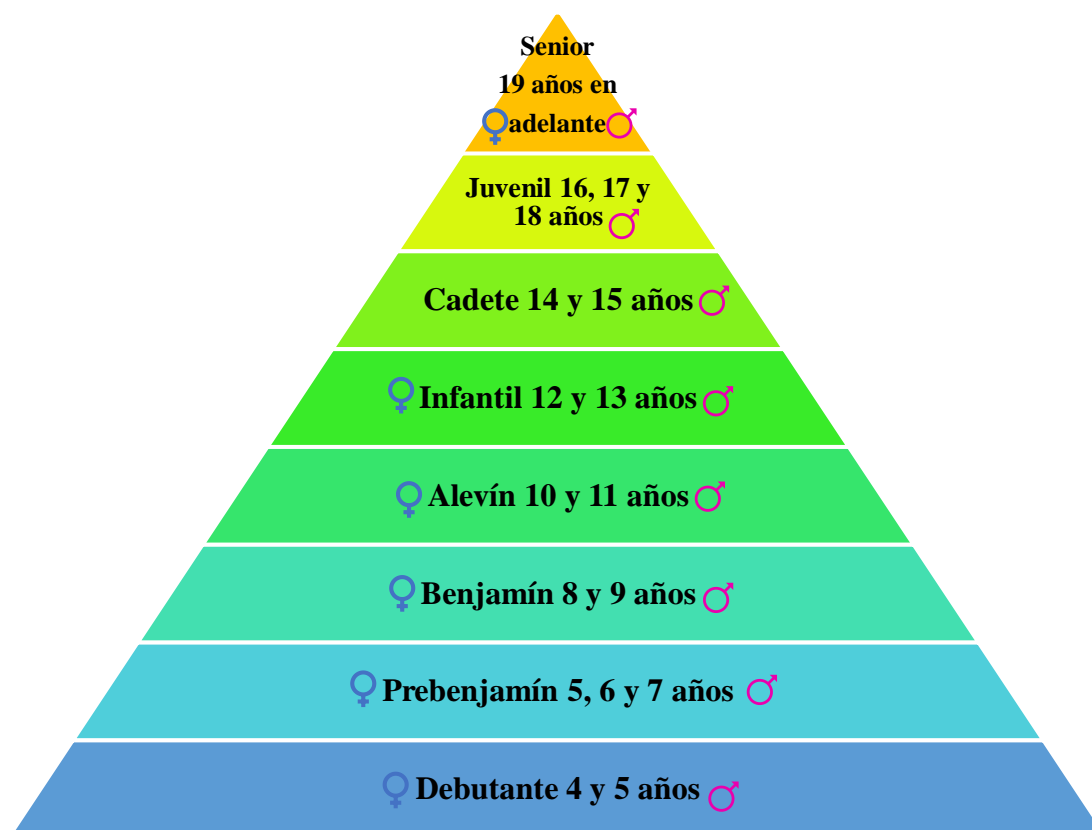 Senior
19 años en
adelante
Juvenil 16, 17 y
18 años
Cadete 14 y 15 años
Infantil 12 y 13 años
Alevín 10 y 11 años
Benjamín 8 y 9 años
Prebenjamín 5, 6 y 7 años
Debutante 4 y 5 años